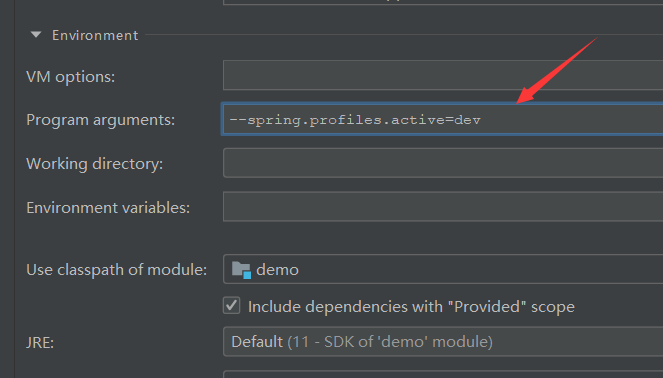 Environment
VM options:
Program arguments: --spring.profiles.active=dev
Working directory:
Environment variables:
Use classpath of module: demo
Include dependencies with "Provided" scope
JRE: Default (11 - SDK of 'demo' module)